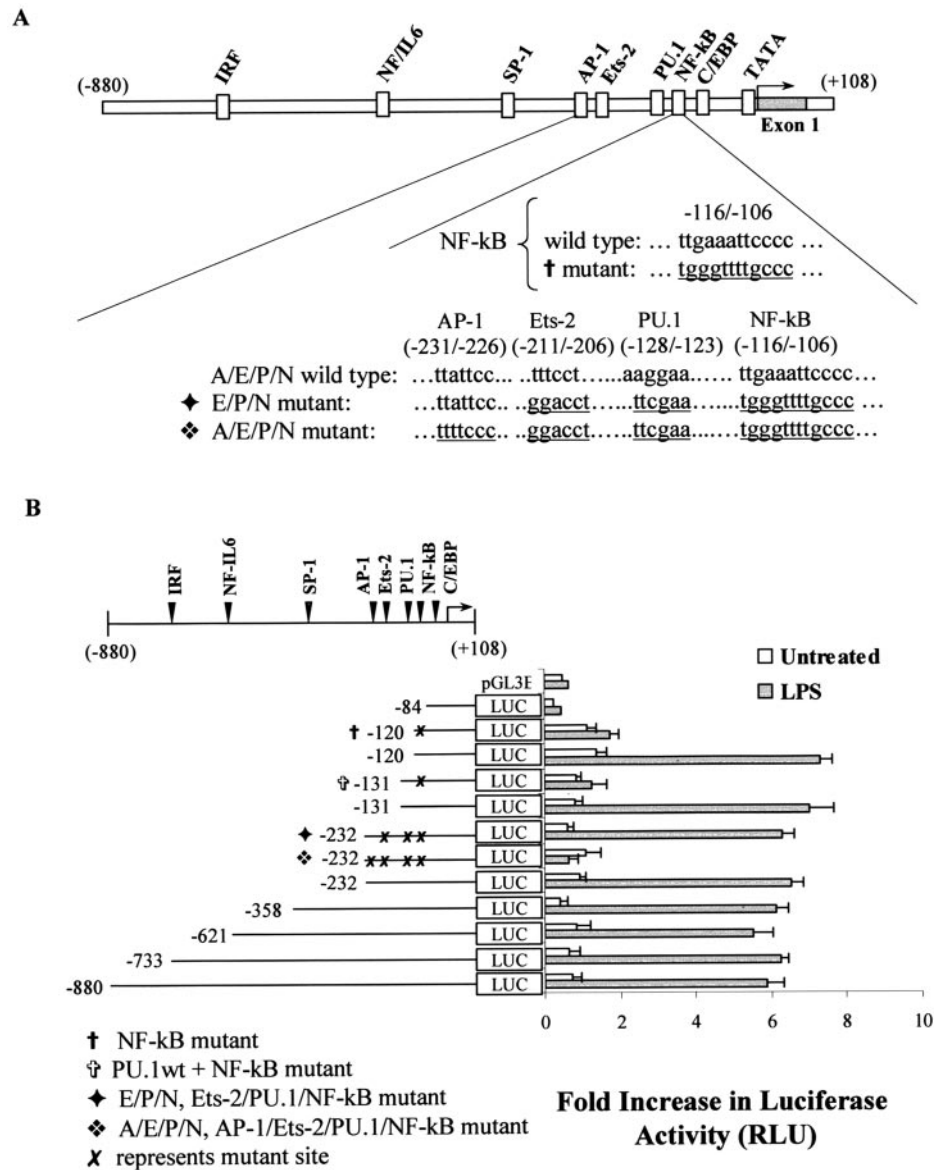 A
(-880)
IRF
NF/IL6
SP-1
AP-1
Ets-2
PU.1
NF-kB
C/EBP
TATA
(+108)
Exon 1
-116/-106
NF-kB
wild type: … ttgaaattcccc …
✝ mutant: … tgggttttgccc …
AP-1 Ets-2 PU.1 NF-kB
(-231/-226) (-211/-206) (-128/-123) (-116/-106)
A/E/P/N wild type: …ttattcc… ..tttcct…...aaggaa..….. ttgaaattcccc…
✦ E/P/N mutant: …ttattcc.. ..ggacct…...ttcgaa...…..tgggttttgccc …
❖ A/E/P/N mutant: …ttttccc.. ..ggacct…...ttcgaa...…..tgggttttgccc…
B
IRF
NF-IL6
SP-1
AP-1
Ets-2
PU.1
NF-kB
C/EBP
(-880)
(+108)
Untreated
LPS
pGL3E
-84 LUC
✝ -120 x LUC
-120 LUC
✞ -131 x LUC
-131 LUC
✦ -232 x x x LUC
❖ -232 x x x x LUC
-232 LUC
-358 LUC
-621 LUC
-733 LUC
-880 LUC
0 2 4 6 8 10
✝ NF-kB mutant
✞ PU.1wt + NF-kB mutant
✦ E/P/N, Ets-2/PU.1/NF-kB mutant
❖ A/E/P/N, AP-1/Ets-2/PU.1/NF-kB mutant
✗ represents mutant site
Fold Increase in Luciferase
Activity (RLU)